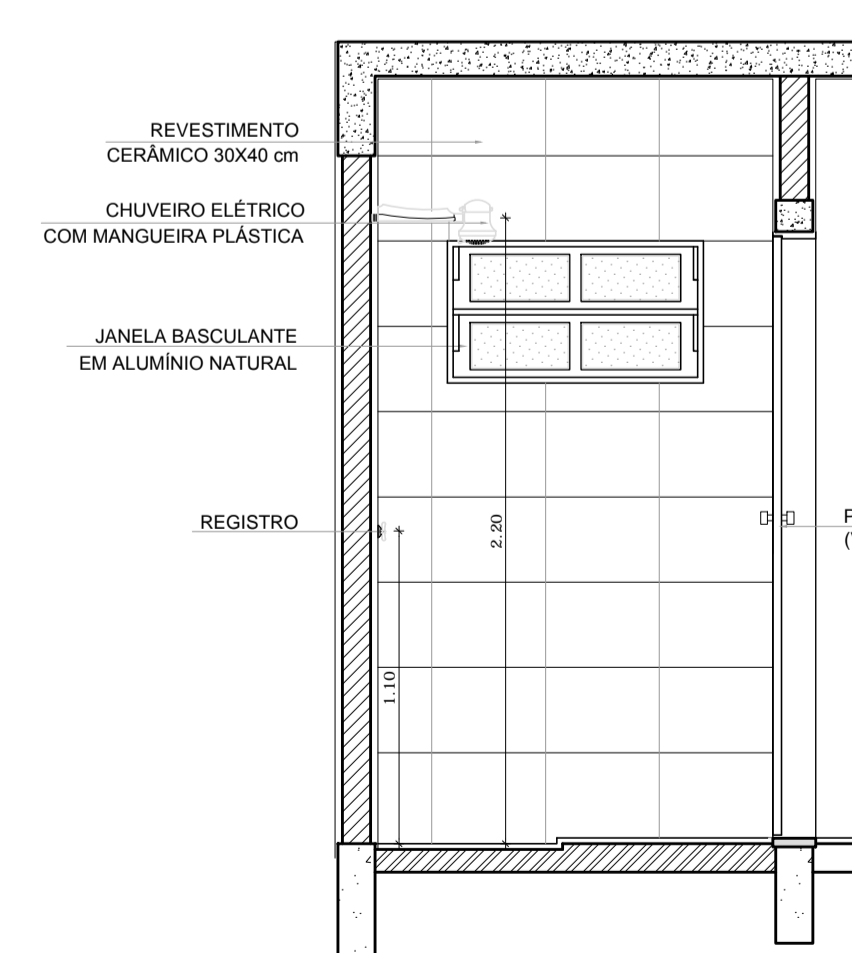 REVESTIMENTO
CERÂMICO 30X40 cm
CHUVEIRO ELÉTRICO
COM MANGUEIRA PLÁSTICA
JANELA BASCULANTE
EM ALUMÍNIO NATURAL
REGISTRO
2.20
1.10